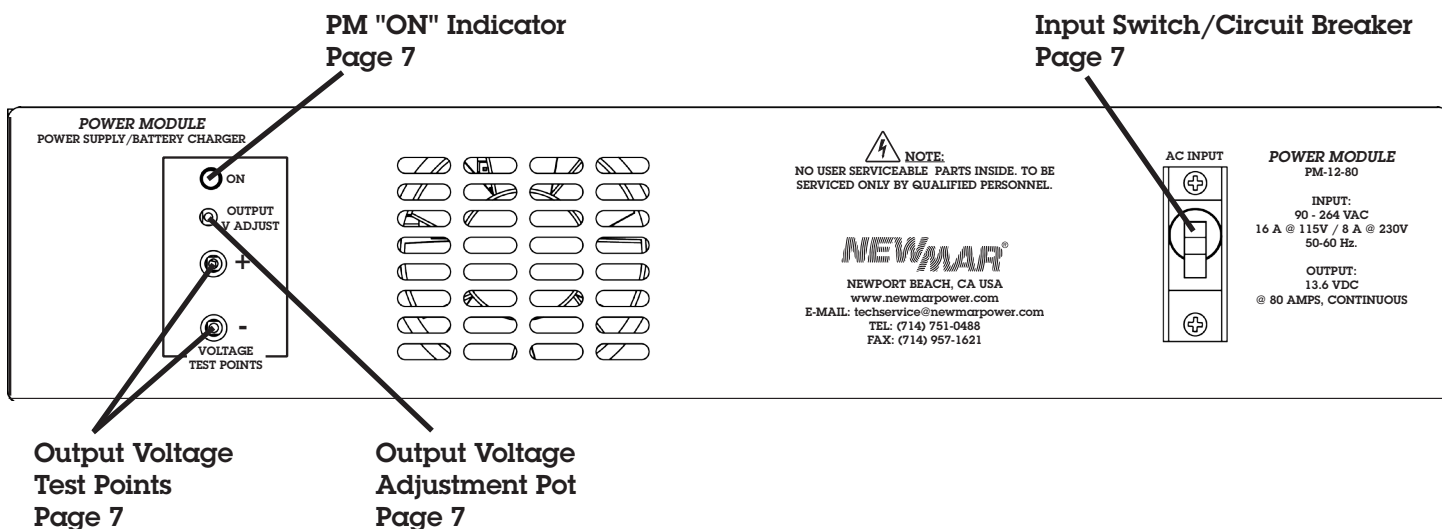 PM "ON" Indicator
Page 7
Input Switch/Circuit Breaker
Page 7
POWER MODULE
POWER SUPPLY/BATTERY CHARGER
ON
OUTPUT
V ADJUST
+
-
VOLTAGE
TEST POINTS
NOTE:
NO USER SERVICEABLE PARTS INSIDE. TO BE
SERVICED ONLY BY QUALIFIED PERSONNEL.
NEWMAR®
NEWPORT BEACH, CA USA
www.newmarpower.com
E-MAIL: techservice@newmarpower.com
TEL: (714) 751-0488
FAX: (714) 957-1621
AC INPUT
POWER MODULE
PM-12-80
INPUT:
90 - 264 VAC
16 A @ 115V / 8 A @ 230V
50-60 Hz.
OUTPUT:
13.6 VDC
@ 80 AMPS, CONTINUOUS
Output Voltage
Test Points
Page 7
Output Voltage
Adjustment Pot
Page 7